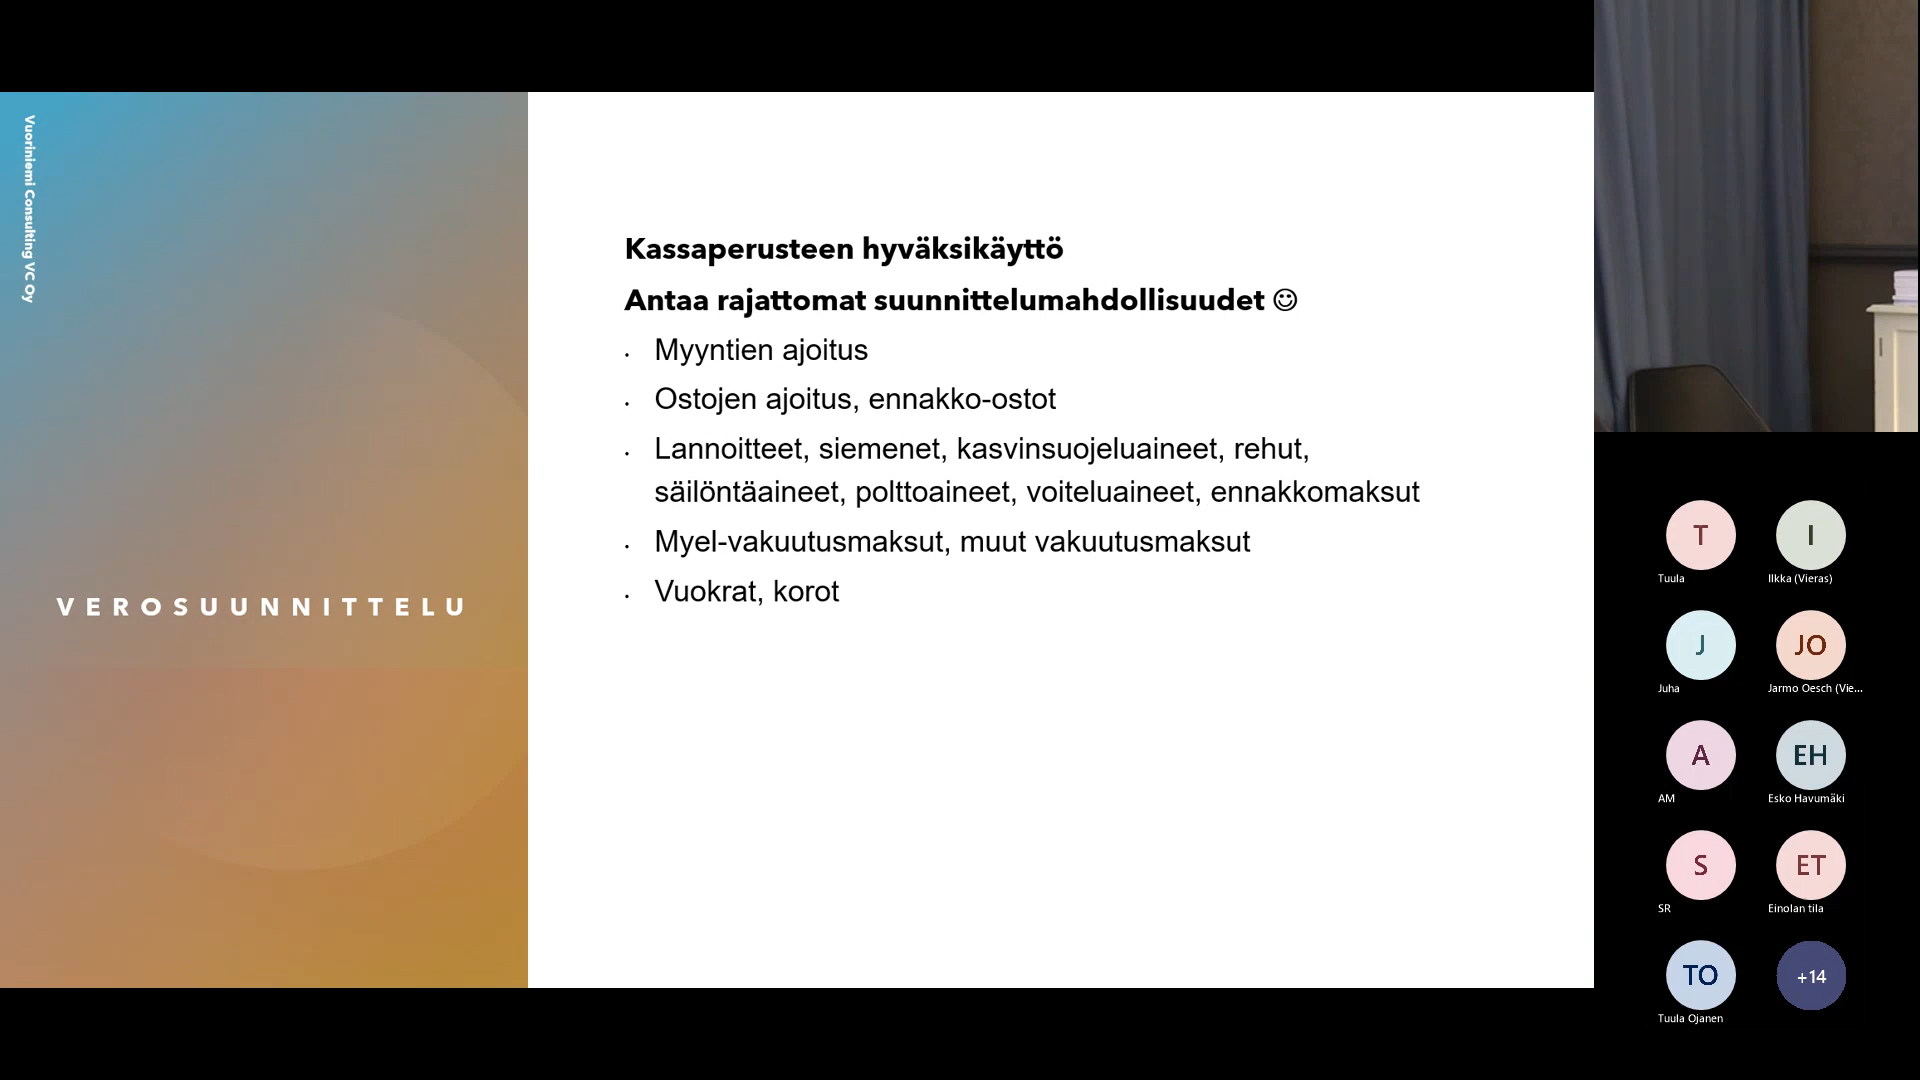 Vuoriniemi Consulting VC Oy
VEROSUUNNITTELU
Kassaperusteen hyväksikäyttö
Antaa rajattomat suunnittelumahdollisuudet ☺
• Myyntien ajoitus
• Ostojen ajoitus, ennakko-ostot
• Lannoitteet, siemenet, kasvinsuojeluaineet, rehut,
säilöntäaineet, polttoaineet, voiteluaineet, ennakkomaksut
• Myel-vakuutusmaksut, muut vakuutusmaksut
• Vuokrat, korot
T
I
Tuula
Ilkka (Vieras)
J
JO
Juha
Jarmo Oesch (Vie...
A
EH
AM
Esko Havumäki
S
ET
SR
Einolan tila
TO
+14
Tuula Ojanen